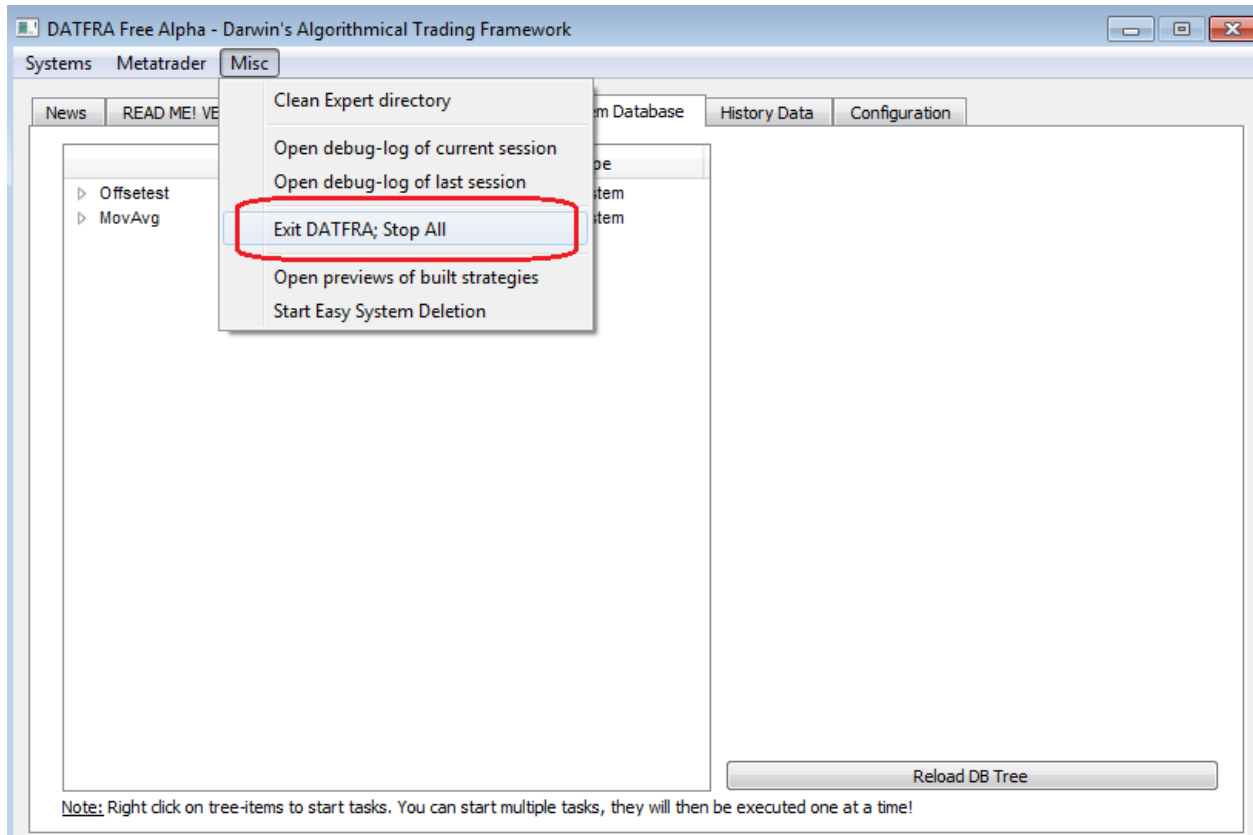 DATFRA Free Alpha - Darwin's Algorithmical Trading Framework
Systems Metatrader Misc
News READ ME! VE m Database History Data Configuration
Clean Expert directory
Open debug-log of current session
pe
Open debug-log of last session
Offsetest stem
MovAvg stem
Exit DATFRA; Stop All
Open previews of built strategies
Start Easy System Deletion
Reload DB Tree
Note: Right click on tree-items to start tasks. You can start multiple tasks, they will then be executed one at a time!